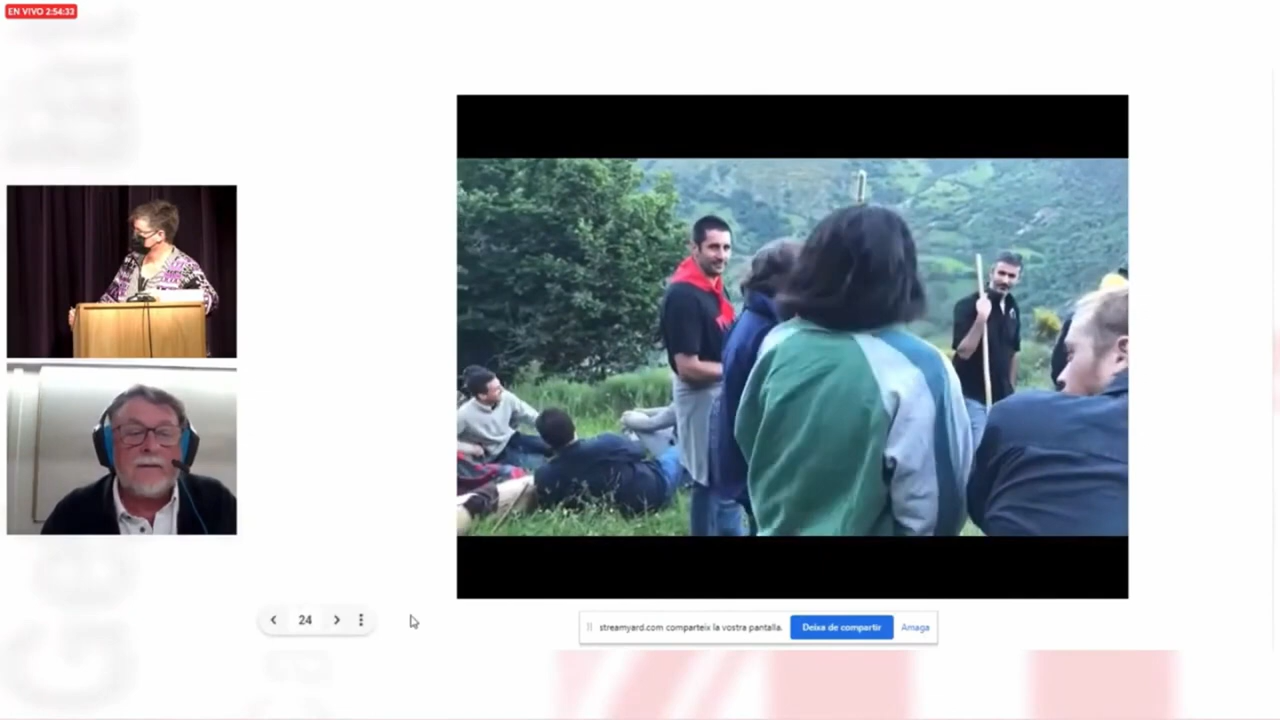 EN VIVO 2:54:33
24
streamyard.com comparteix la vostra pantalla.
Deixa de compartir
Amaga